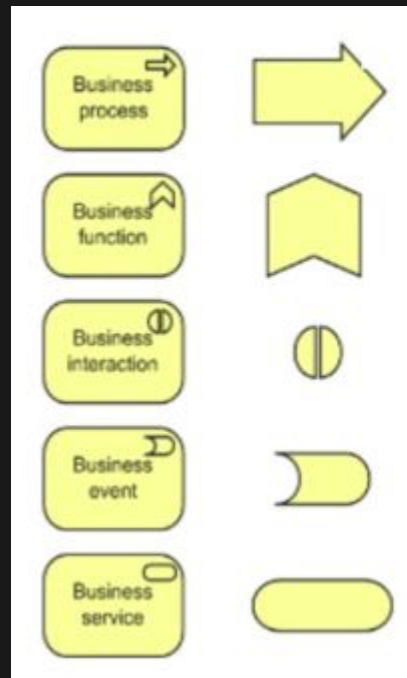 Business
process
Business
function
Business
interaction
Business
event
Business
service